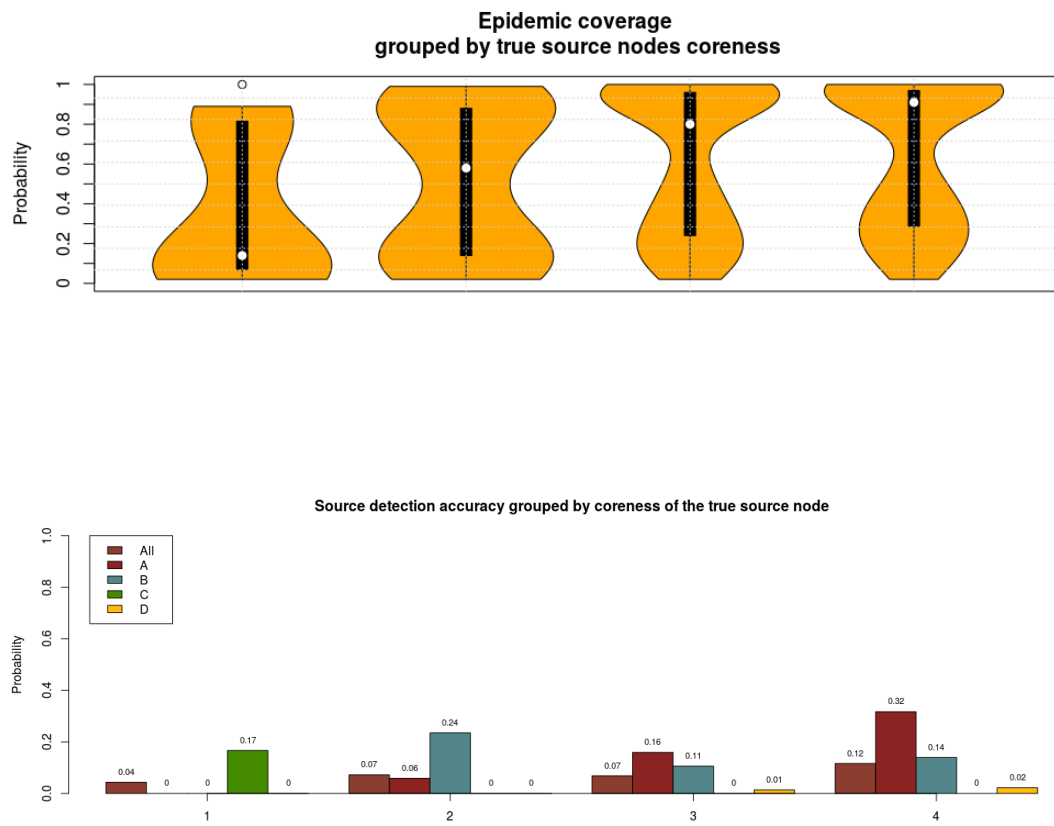 Epidemic coverage
grouped by true source nodes coreness
Probability
1
0.8
0.6
0.4
0.2
0
Source detection accuracy grouped by coreness of the true source node
Probability
1.0
0.8
0.6
0.4
0.2
0.0
All
A
B
C
D
0.04 0 0 0.17 0
0.07 0.06 0.24 0 0
0.07 0.16 0.11 0 0.01
0.12 0.32 0.14 0 0.02
1 2 3 4